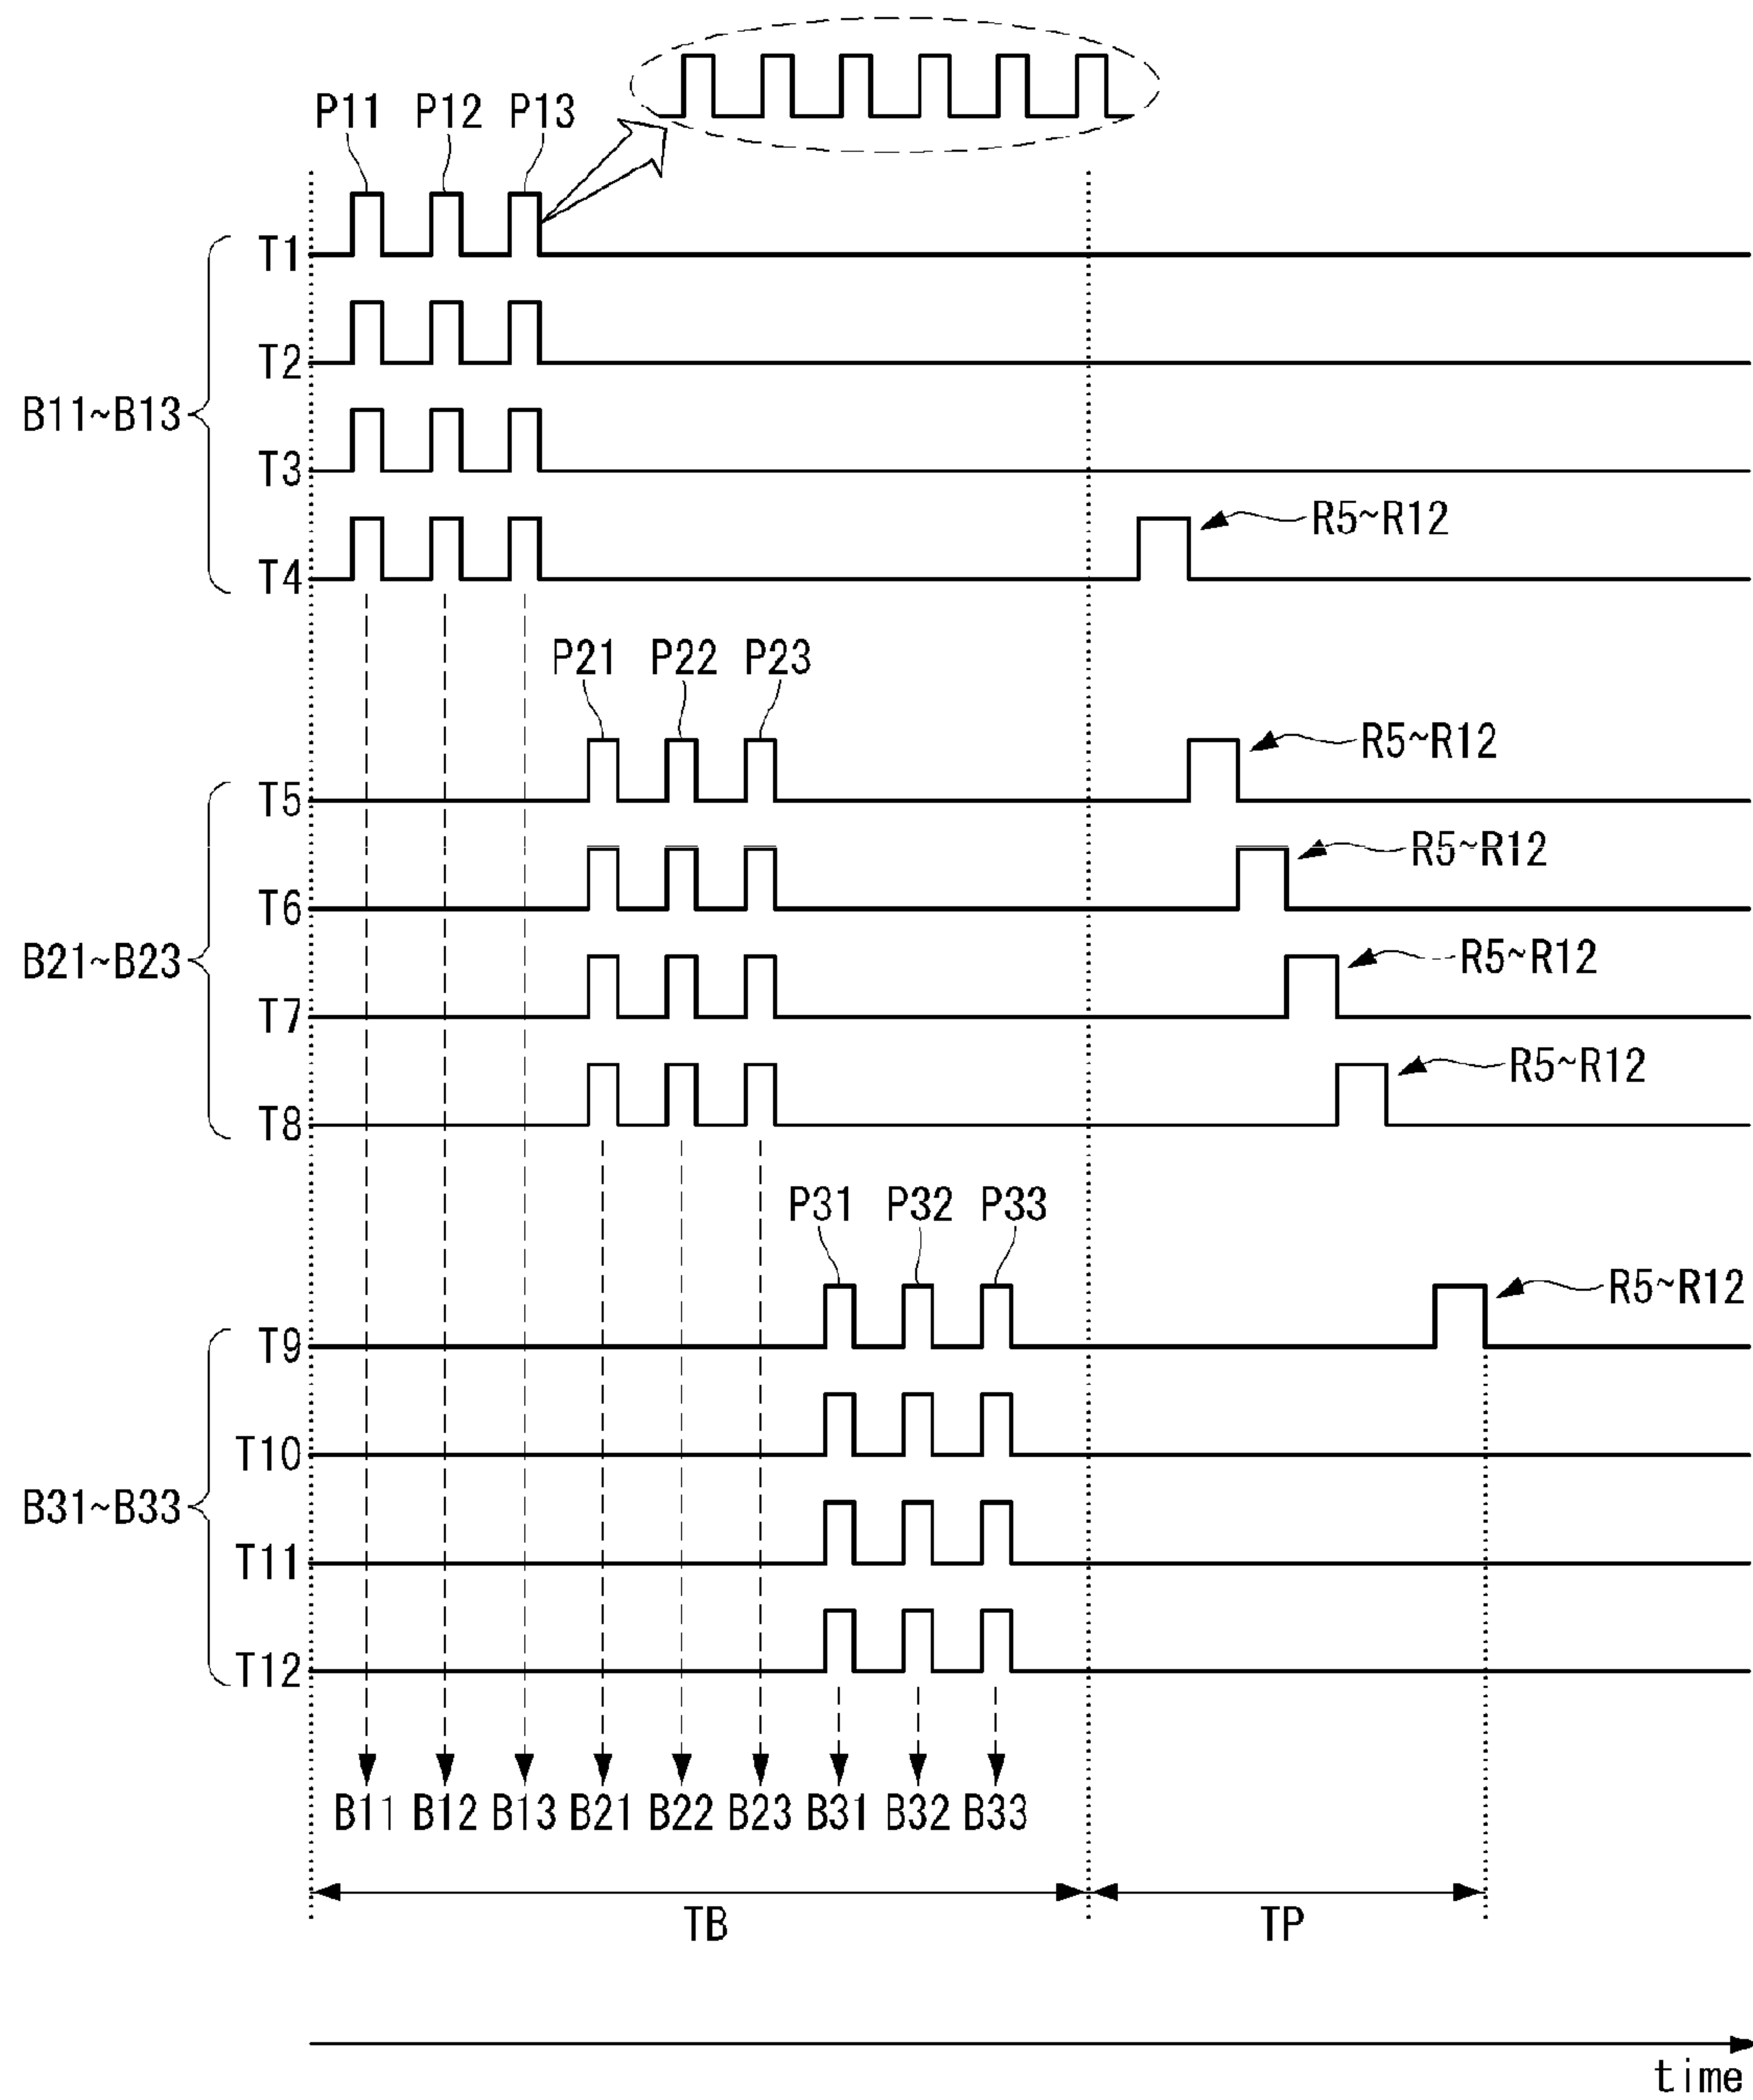 P11 P12 P13
T1
T2
B11~B13
T3
R5~R12
T4
P21 P22 P23
R5~R12
T5
R5~R12
T6
B21~B23
R5~R12
T7
R5~R12
T8
P31 P32 P33
R5~R12
T9
T10
B31~B33
T11
T12
B11 B12 B13 B21 B22 B23 B31 B32 B33
TB TP
time